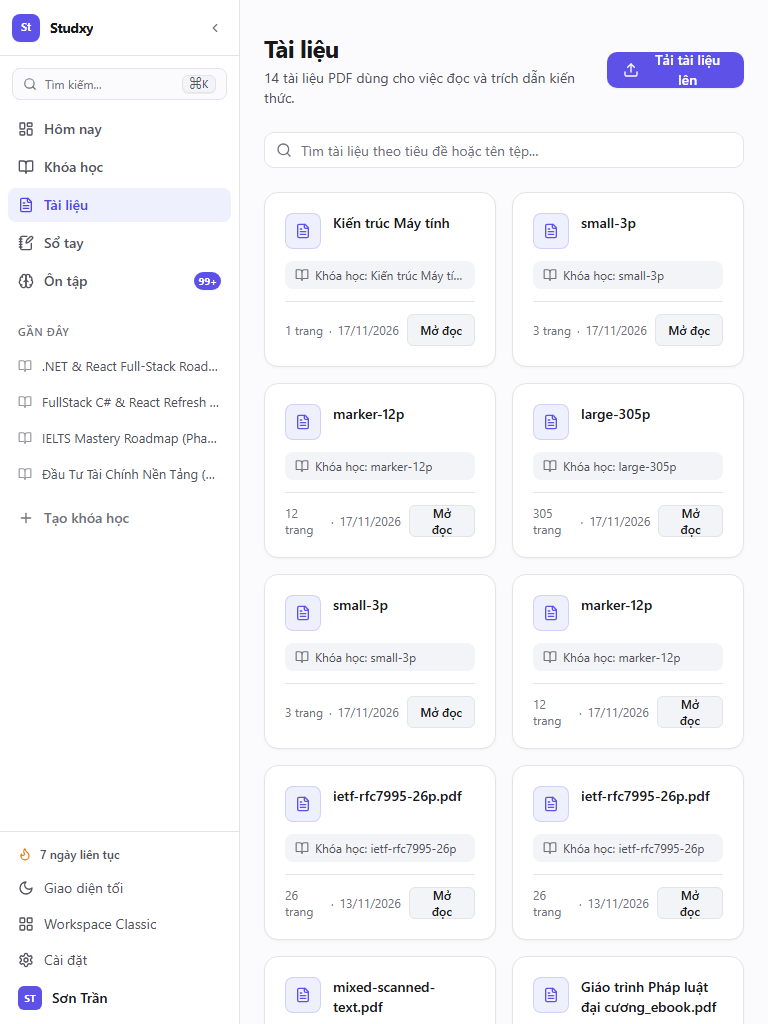 St Studxy
Tìm kiếm... ⌘K
Hôm nay
Khóa học
Tài liệu
Sổ tay
Ôn tập 99+
GẦN ĐÂY
.NET & React Full-Stack Road...
FullStack C# & React Refresh ...
IELTS Mastery Roadmap (Pha...
Đầu Tư Tài Chính Nền Tảng (...
Tạo khóa học
7 ngày liên tục
Giao diện tối
Workspace Classic
Cài đặt
ST Sơn Trần
Tài liệu
14 tài liệu PDF dùng cho việc đọc và trích dẫn kiến
thức.
Tải tài liệu
lên
Tìm tài liệu theo tiêu đề hoặc tên tệp...
Kiến trúc Máy tính
Khóa học: Kiến trúc Máy tí...
1 trang · 17/11/2026 Mở đọc
small-3p
Khóa học: small-3p
3 trang · 17/11/2026 Mở đọc
marker-12p
Khóa học: marker-12p
12
trang · 17/11/2026 Mở
đọc
large-305p
Khóa học: large-305p
305
trang · 17/11/2026 Mở
đọc
small-3p
Khóa học: small-3p
3 trang · 17/11/2026 Mở đọc
marker-12p
Khóa học: marker-12p
12
trang · 17/11/2026 Mở
đọc
ietf-rfc7995-26p.pdf
Khóa học: ietf-rfc7995-26p
26
trang · 13/11/2026 Mở
đọc
ietf-rfc7995-26p.pdf
Khóa học: ietf-rfc7995-26p
26
trang · 13/11/2026 Mở
đọc
mixed-scanned-
text.pdf
Giáo trình Pháp luật
đại cương_ebook.pdf